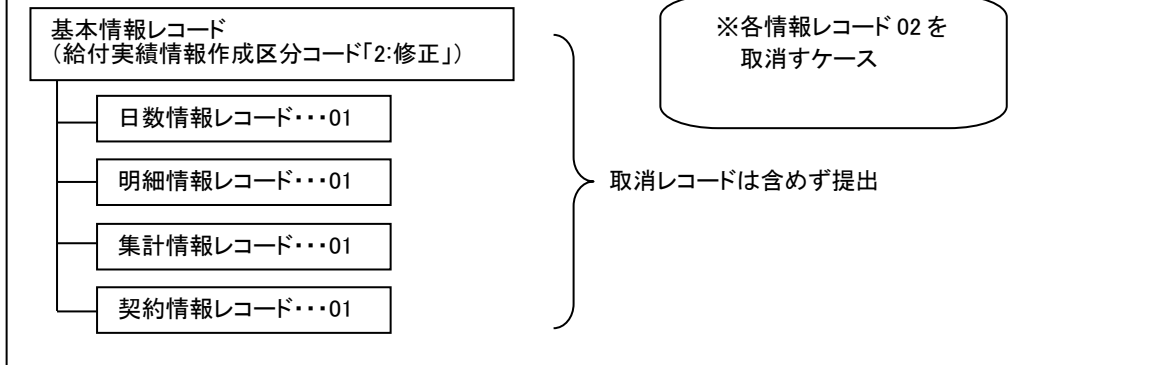 基本情報レコード
(給付実績情報作成区分コード「2:修正」)
※各情報レコード 02 を
取消すケース
日数情報レコード・・・01
明細情報レコード・・・01
取消レコードは含めず提出
集計情報レコード・・・01
契約情報レコード・・・01